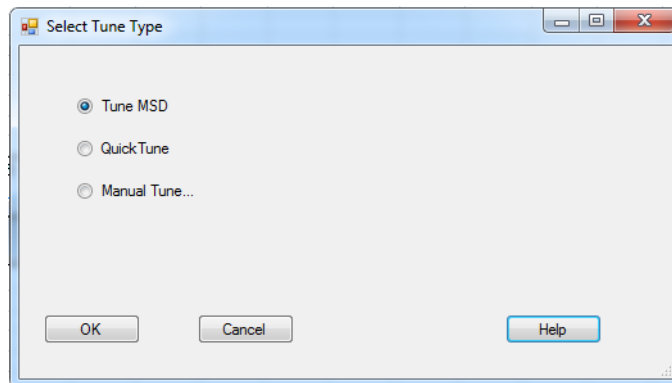 Select Tune Type
Tune MSD
QuickTune
Manual Tune...
OK Cancel Help